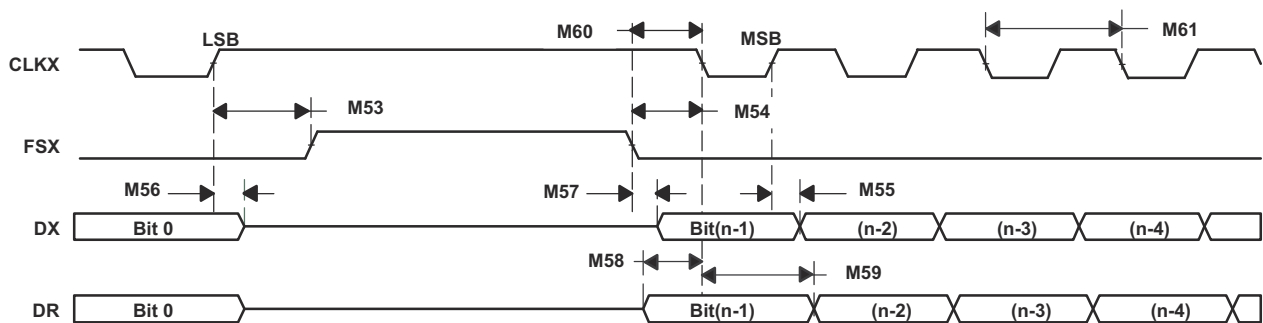 LSB
M60
MSB
M61
CLKX
M53
M54
FSX
M56
M57
M55
DX
Bit 0
Bit(n-1)
(n-2)
(n-3)
(n-4)
M58
M59
DR
Bit 0
Bit(n-1)
(n-2)
(n-3)
(n-4)